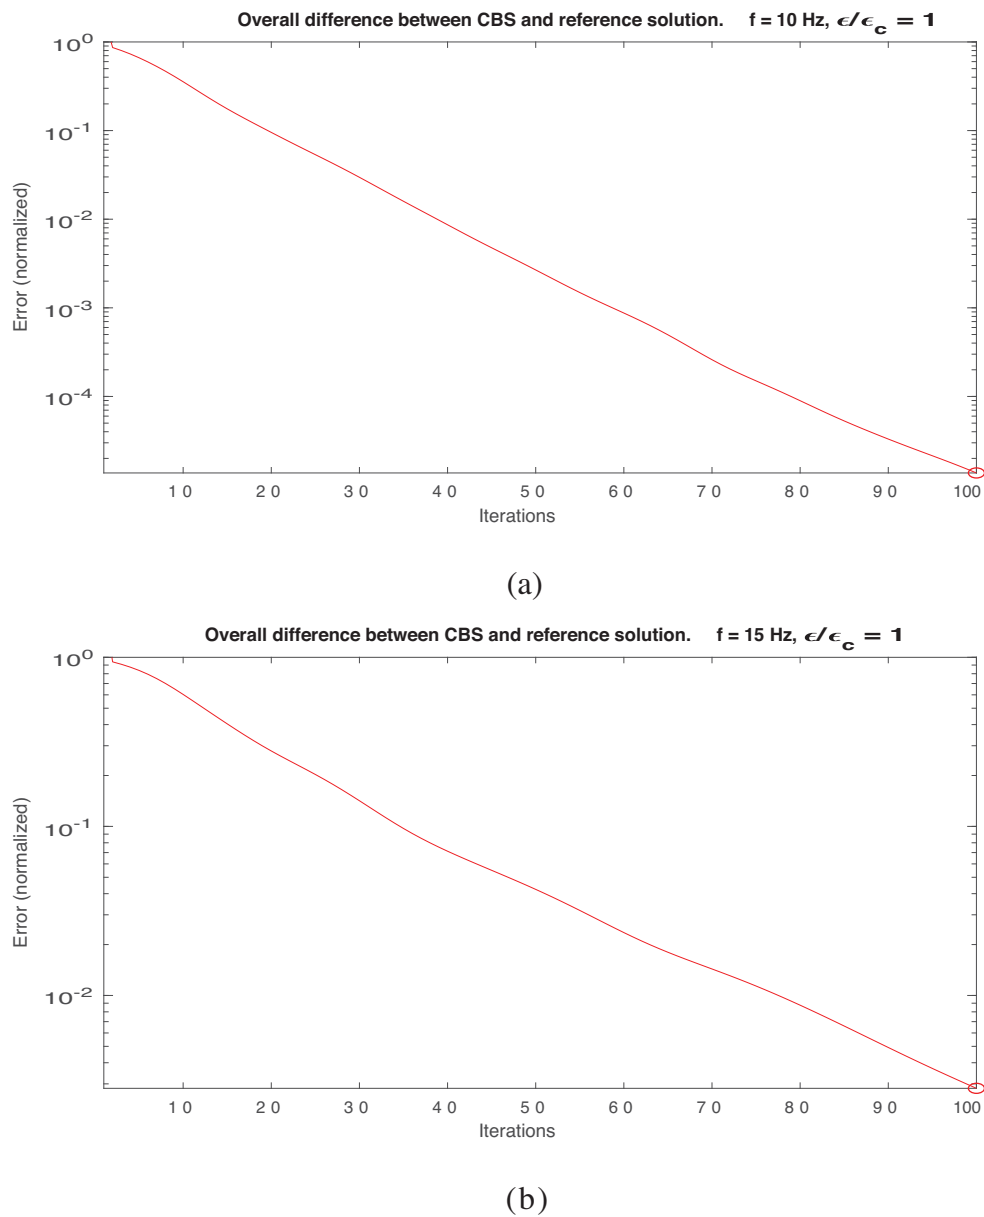 Overall difference between CBS and reference solution. f = 10 Hz, ϵ/ϵ_c = 1
10^0
10^-1
10^-2
10^-3
10^-4
Error (normalized)
10 20 30 40 50 60 70 80 90 100
Iterations
(a)
Overall difference between CBS and reference solution. f = 15 Hz, ϵ/ϵ_c = 1
10^0
10^-1
10^-2
Error (normalized)
10 20 30 40 50 60 70 80 90 100
Iterations
(b)